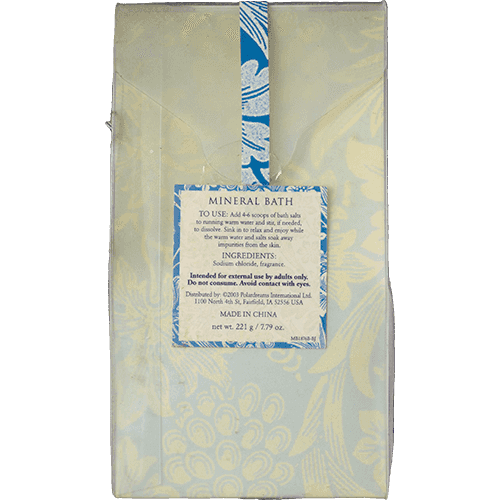 MINERAL BATH
TO USE: Add 4-6 scoops of bath salts
to running warm water and stir, if needed,
to dissolve. Sink in to relax and enjoy while
the warm water and salts soak away
impurities from the skin.
INGREDIENTS:
Sodium chloride, fragrance.
Intended for external use by adults only.
Do not consume. Avoid contact with eyes.
Distributed by: ©2003 Polardreams International Ltd.
1100 North 4th St, Fairfield, IA 52556 USA
MADE IN CHINA
net wt. 221 g / 7.79 oz.